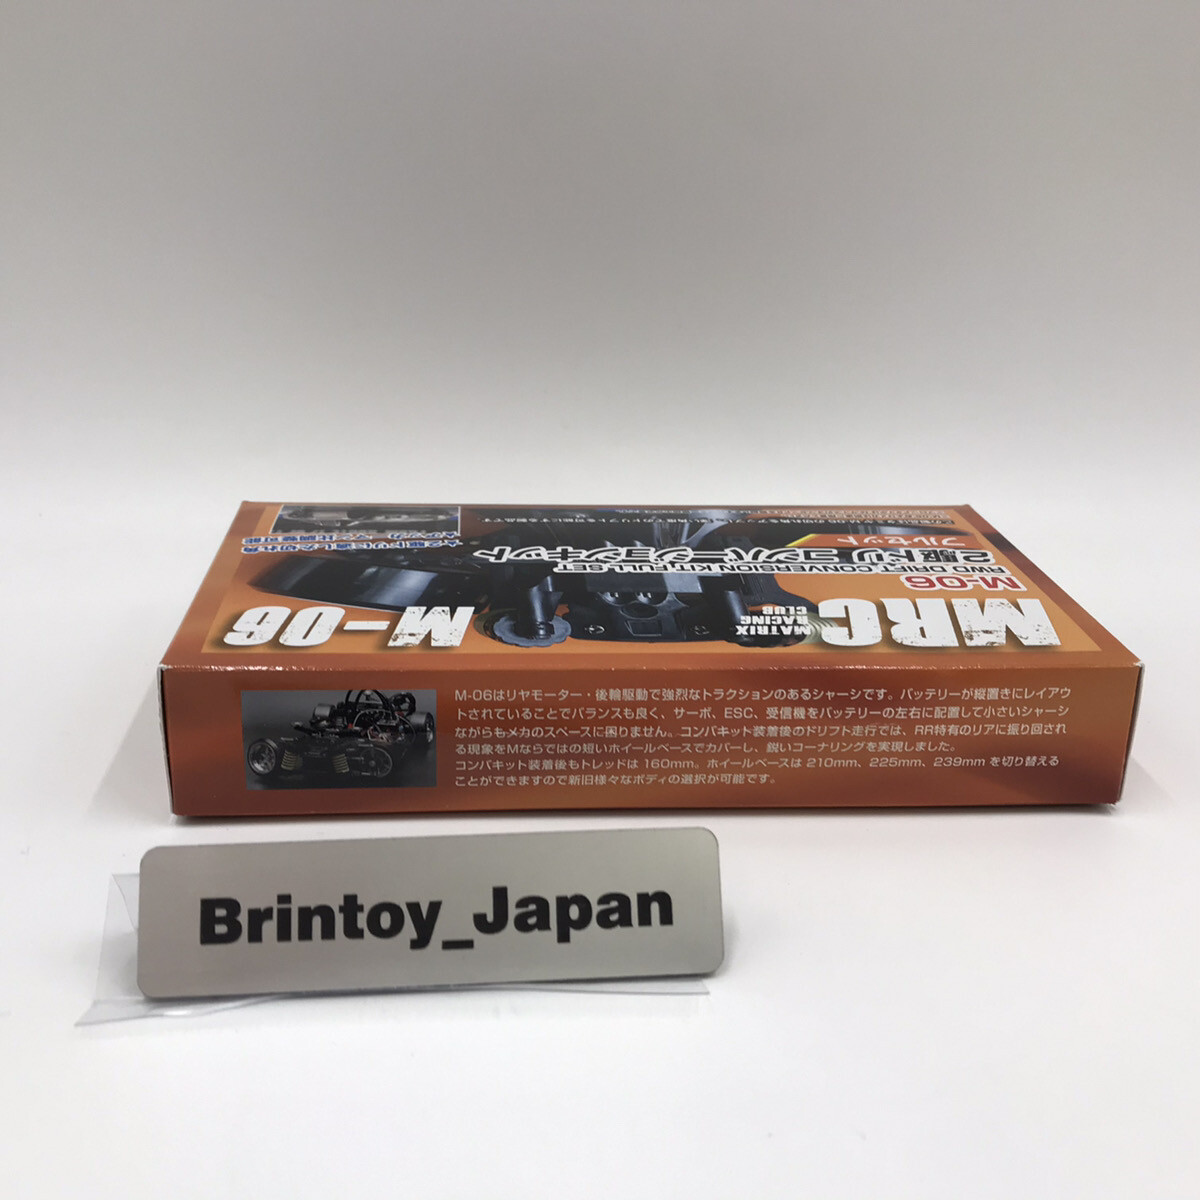 MRC
MATRIX
RACING
CLUB
M-06
M-06
RWD DRIFT CONVERSION KIT FULL SET
2駆ドリ コンバージョンキット
フルセット
M-06はリヤモーター・後輪駆動で強烈なトラクションのあるシャーシです。バッテリーが縦置きにレイアウ
トされていることでバランスも良く、サーボ、ESC、受信機をバッテリーの左右に配置して小さいシャーシ
ながらもメカのスペースに困りません。コンバキット装着後のドリフト走行では、RR特有のリアに振り回され
る現象をMならではの短いホイールベースでカバーし、鋭いコーナリングを実現しました。
コンバキット装着後もトレッドは 160mm。ホイールベースは 210mm、225mm、239mm を切り替える
ことができますので新旧様々なボディの選択が可能です。
Brintoy_Japan